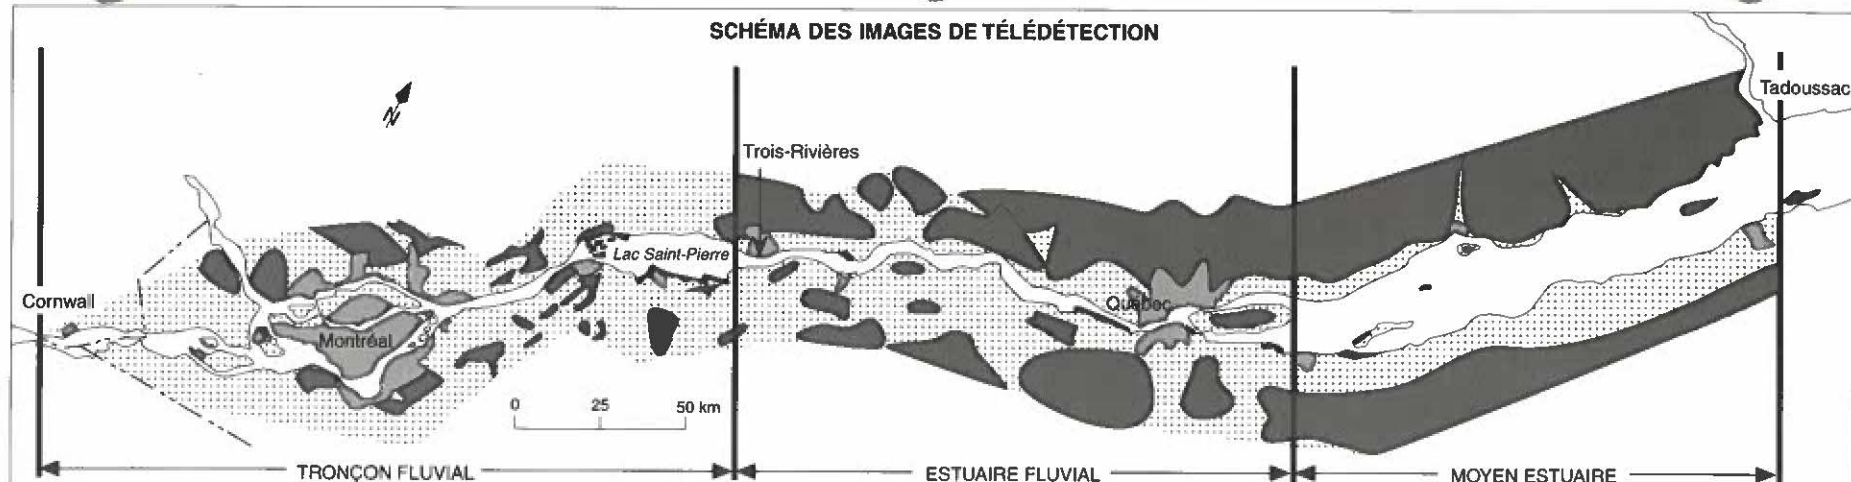 SCHÉMA DES IMAGES DE TÉLÉDÉTECTION
N
Tadoussac
Trois-Rivières
Lac Saint-Pierre
Cornwall
Québec
Montréal
0 25 50 km
TRONÇON FLUVIAL
ESTUAIRE FLUVIAL
MOYEN ESTUAIRE